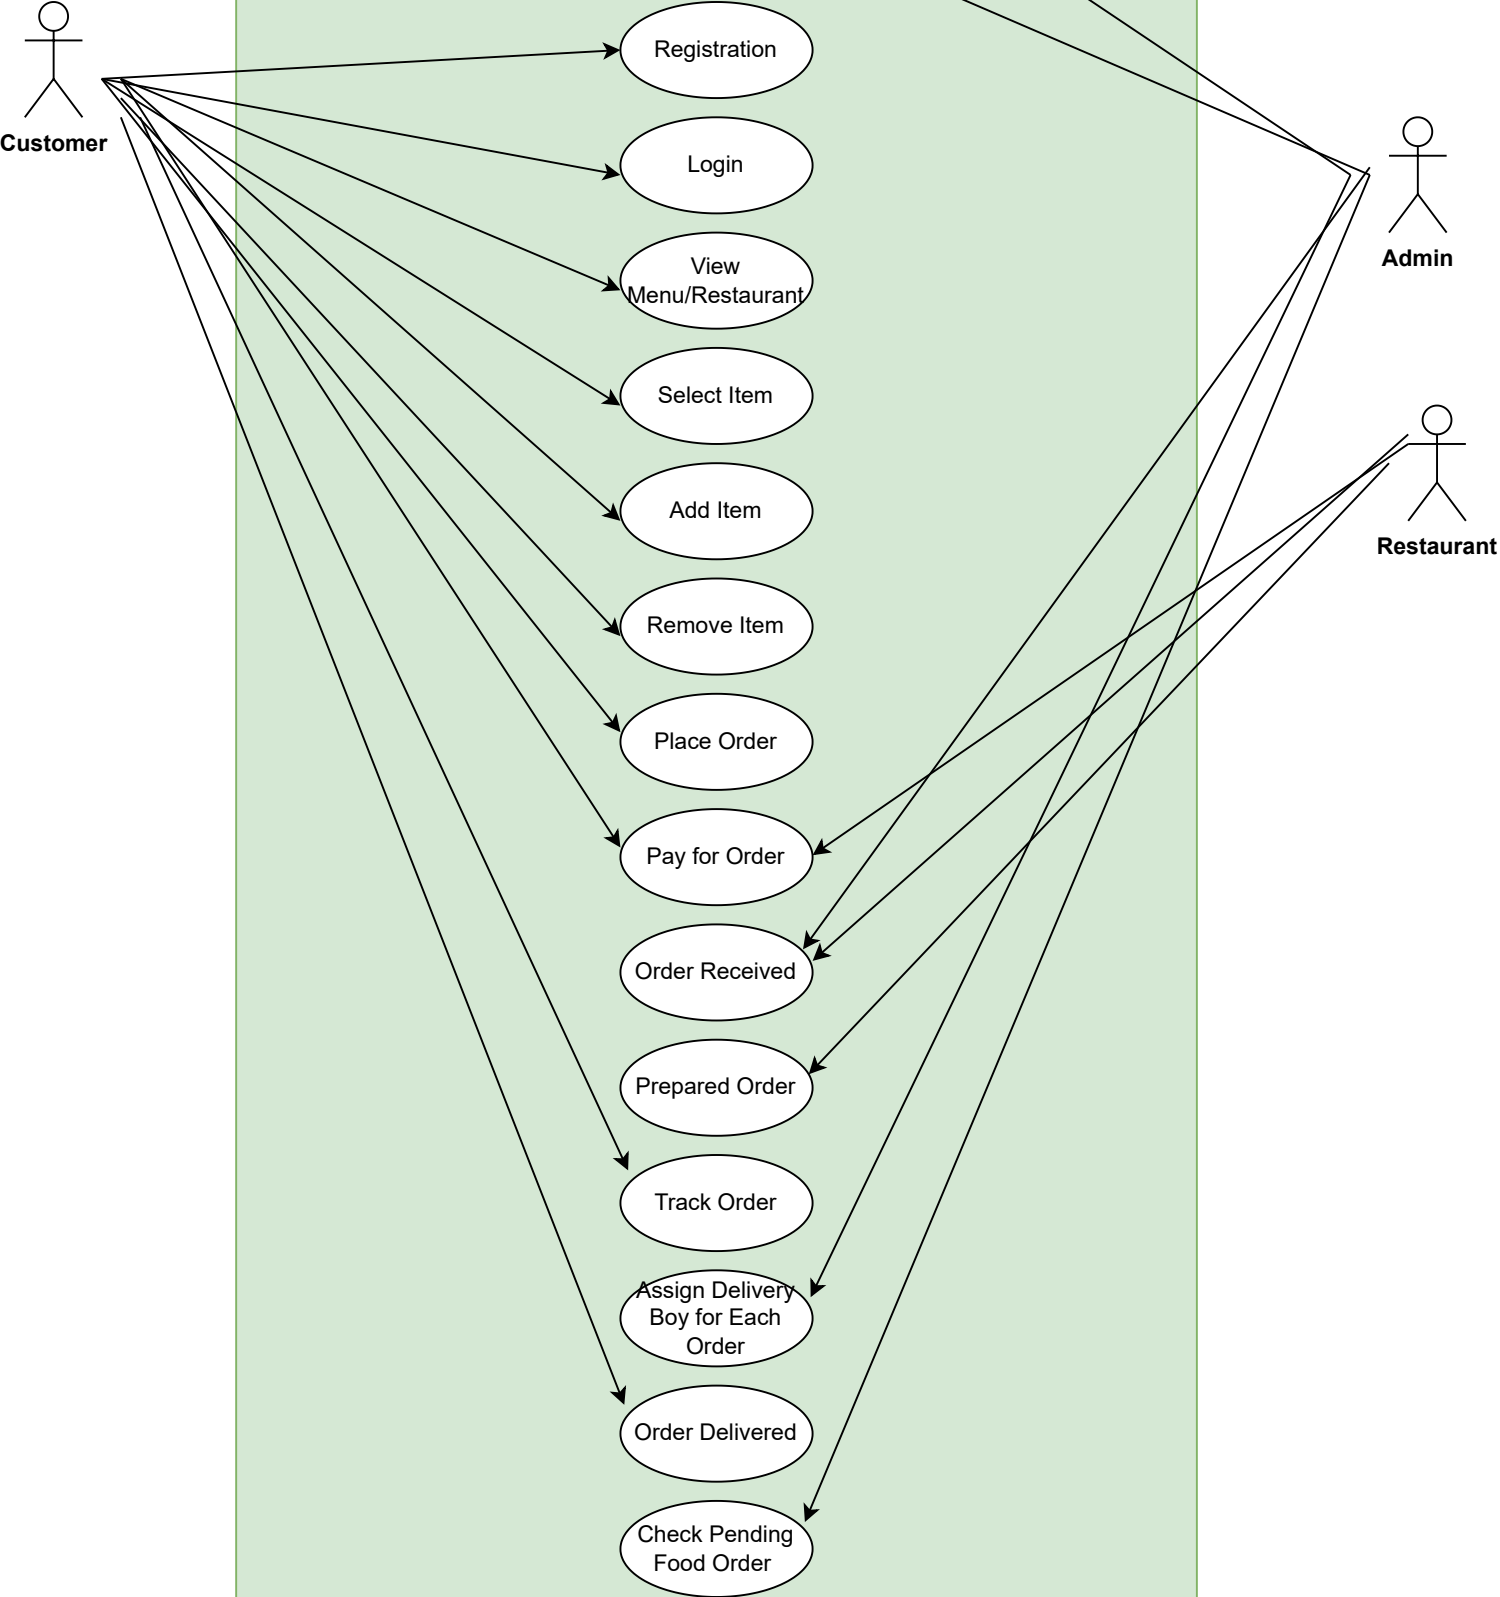 Registration
Customer
Login
Admin
View
Menu/Restaurant
Select Item
Add Item
Restaurant
Remove Item
Place Order
Pay for Order
Order Received
Prepared Order
Track Order
Assign Delivery
Boy for Each
Order
Order Delivered
Check Pending
Food Order